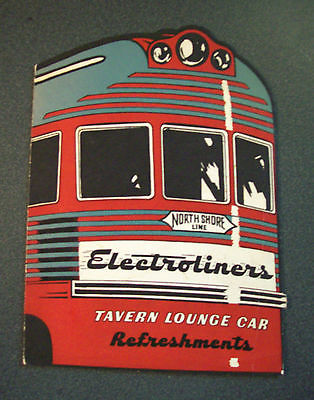 NORTH SHORE
LINE
Electroliners
TAVERN LOUNGE CAR
Refreshments